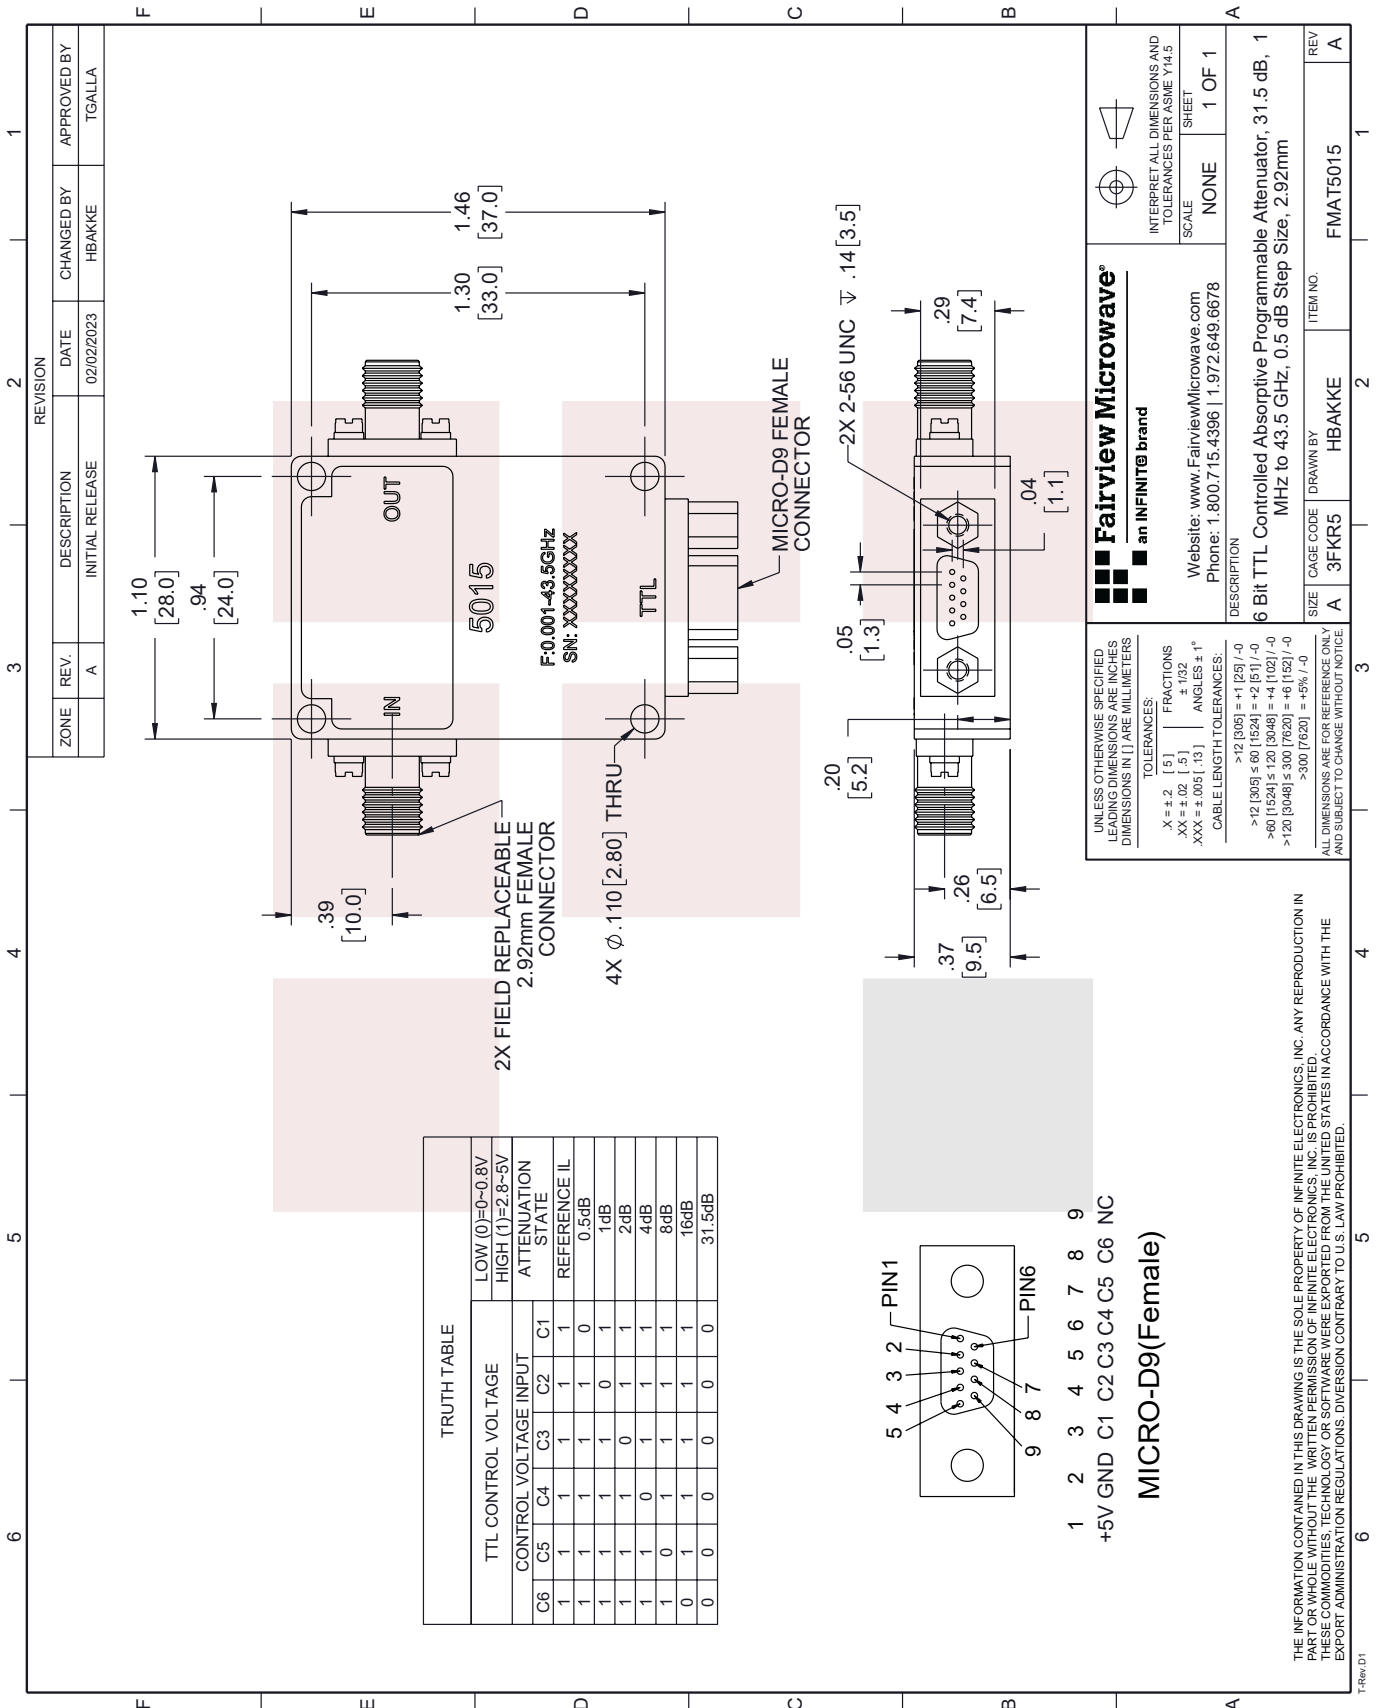 6 5 4 3 2 1
REVISION
ZONE REV. DESCRIPTION DATE CHANGED BY APPROVED BY
A INITIAL RELEASE 02/02/2023 HBAKKE TGALLA
F
E
D
C
B
A
TRUTH TABLE
TTL CONTROL VOLTAGE
LOW (0)=0~0.8V
HIGH (1)=2.8~5V
CONTROL VOLTAGE INPUT
ATTENUATION
STATE
C6 C5 C4 C3 C2 C1
1 1 1 1 1 1 REFERENCE IL
1 1 1 1 1 0 0.5dB
1 1 1 1 0 1 1dB
1 1 1 0 1 1 2dB
1 1 0 1 1 1 4dB
1 0 1 1 1 1 8dB
0 1 1 1 1 1 16dB
0 0 0 0 0 0 31.5dB
1.10
[28.0]
.94
[24.0]
.39
[10.0]
1.30
[33.0]
1.46
[37.0]
IN
OUT
5015
F:0.001-43.5GHz
SN: XXXXXXXX
TTL
2X FIELD REPLACEABLE
2.92mm FEMALE
CONNECTOR
4X Ø.110[2.80] THRU
MICRO-D9 FEMALE
CONNECTOR
5 4 3 2 PIN1
9 8 7 PIN6
1 2 3 4 5 6 7 8 9
+5V GND C1 C2 C3 C4 C5 C6 NC
MICRO-D9(Female)
.20
[5.2]
.05
[1.3]
2X 2-56 UNC ↧ .14[3.5]
.37
[9.5]
.26
[6.5]
.04
[1.1]
.29
[7.4]
UNLESS OTHERWISE SPECIFIED
LEADING DIMENSIONS ARE INCHES
DIMENSIONS IN [ ] ARE MILLIMETERS
TOLERANCES:
.X = ± .2 [ 5 ] FRACTIONS
.XX = ± .02 [ .5 ] ± 1/32
.XXX = ± .005 [ .13 ] ANGLES ± 1°
CABLE LENGTH TOLERANCES:
>12 [305] = +1 [25] / -0
>12 [305] ≤ 60 [1524] = +2 [51] / -0
>60 [1524] ≤ 120 [3048] = +4 [102] / -0
>120 [3048] ≤ 300 [7620] = +6 [152] / -0
>300 [7620] = +5% / -0
ALL DIMENSIONS ARE FOR REFERENCE ONLY
AND SUBJECT TO CHANGE WITHOUT NOTICE.
Fairview Microwave®
an INFINIT® brand
Website: www.FairviewMicrowave.com
Phone: 1.800.715.4396 | 1.972.649.6678
INTERPRET ALL DIMENSIONS AND
TOLERANCES PER ASME Y14.5
SCALE NONE
SHEET 1 OF 1
DESCRIPTION
6 Bit TTL Controlled Absorptive Programmable Attenuator, 31.5 dB, 1
MHz to 43.5 GHz, 0.5 dB Step Size, 2.92mm
SIZE A
CAGE CODE 3FKR5
DRAWN BY HBAKKE
ITEM NO. FMAT5015
REV A
THE INFORMATION CONTAINED IN THIS DRAWING IS THE SOLE PROPERTY OF INFINITE ELECTRONICS, INC. ANY REPRODUCTION IN
PART OR WHOLE WITHOUT THE WRITTEN PERMISSION OF INFINITE ELECTRONICS, INC. IS PROHIBITED.
THESE COMMODITIES, TECHNOLOGY OR SOFTWARE WERE EXPORTED FROM THE UNITED STATES IN ACCORDANCE WITH THE
EXPORT ADMINISTRATION REGULATIONS. DIVERSION CONTRARY TO U.S. LAW PROHIBITED.
F
E
D
C
B
A
6 5 4 3 2 1
T-Rev.D1